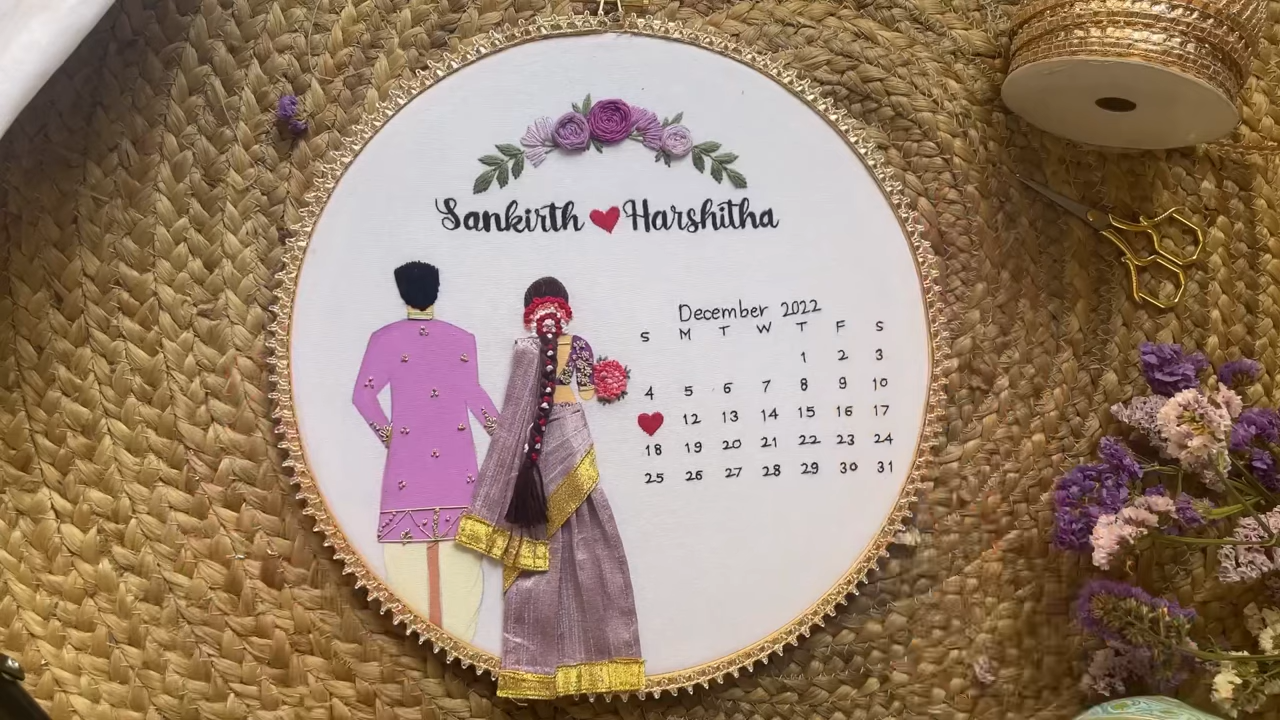 Sankirth ❤ Harshitha
December 2022
S M T W T F S
1 2 3
4 5 6 7 8 9 10
❤ 12 13 14 15 16 17
18 19 20 21 22 23 24
25 26 27 28 29 30 31